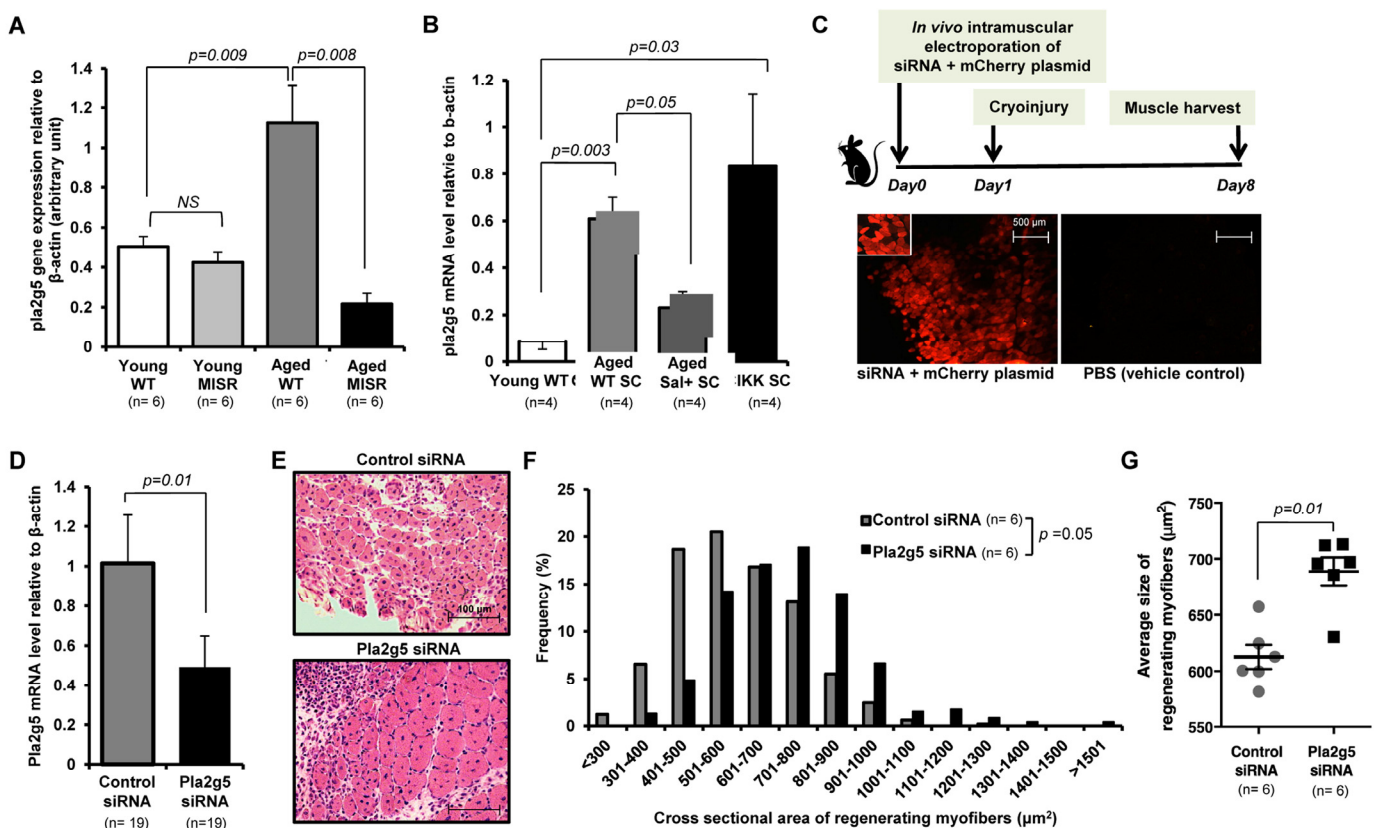 A
pla2g5 gene expression relative to
β-actin (arbitrary unit)
1.4
1.2
1
0.8
0.6
0.4
0.2
0
p=0.009
p=0.008
NS
Young
WT
(n= 6)
Young
MISR
(n= 6)
Aged
WT
(n= 6)
Aged
MISR
(n= 6)
B
pla2g5 mRNA level relatvie to b-actin
1.2
1
0.8
0.6
0.4
0.2
0
p=0.03
p=0.05
p=0.003
Young WT
(n=4)
Aged
WT SC
(n=4)
Aged
Sal+ SC
(n=4)
IKK SC
(n=4)
C
In vivo intramuscular
electroporation of
siRNA + mCherry plasmid
Cryoinjury
Muscle harvest
Day0
Day1
Day8
500 µm
siRNA + mCherry plasmid
PBS (vehicle control)
D
Pla2g5 mRNA level relative to β-actin
1.4
1.2
1
0.8
0.6
0.4
0.2
0
p=0.01
Control
siRNA
(n= 19)
Pla2g5
siRNA
(n=19)
E
Control siRNA
100 µm
Pla2g5 siRNA
F
Frequency (%)
25
20
15
10
5
0
Control siRNA (n= 6)
Pla2g5 siRNA (n= 6)
p =0.05
<300
301-400
401-500
501-600
601-700
701-800
801-900
901-1000
1001-1100
1101-1200
1201-1300
1301-1400
1401-1500
>1501
Cross sectional area of regenerating myofibers (µm²)
G
Average size of
regenerating myofibers (µm²)
750
700
650
600
550
p=0.01
Control
siRNA
(n= 6)
Pla2g5
siRNA
(n= 6)